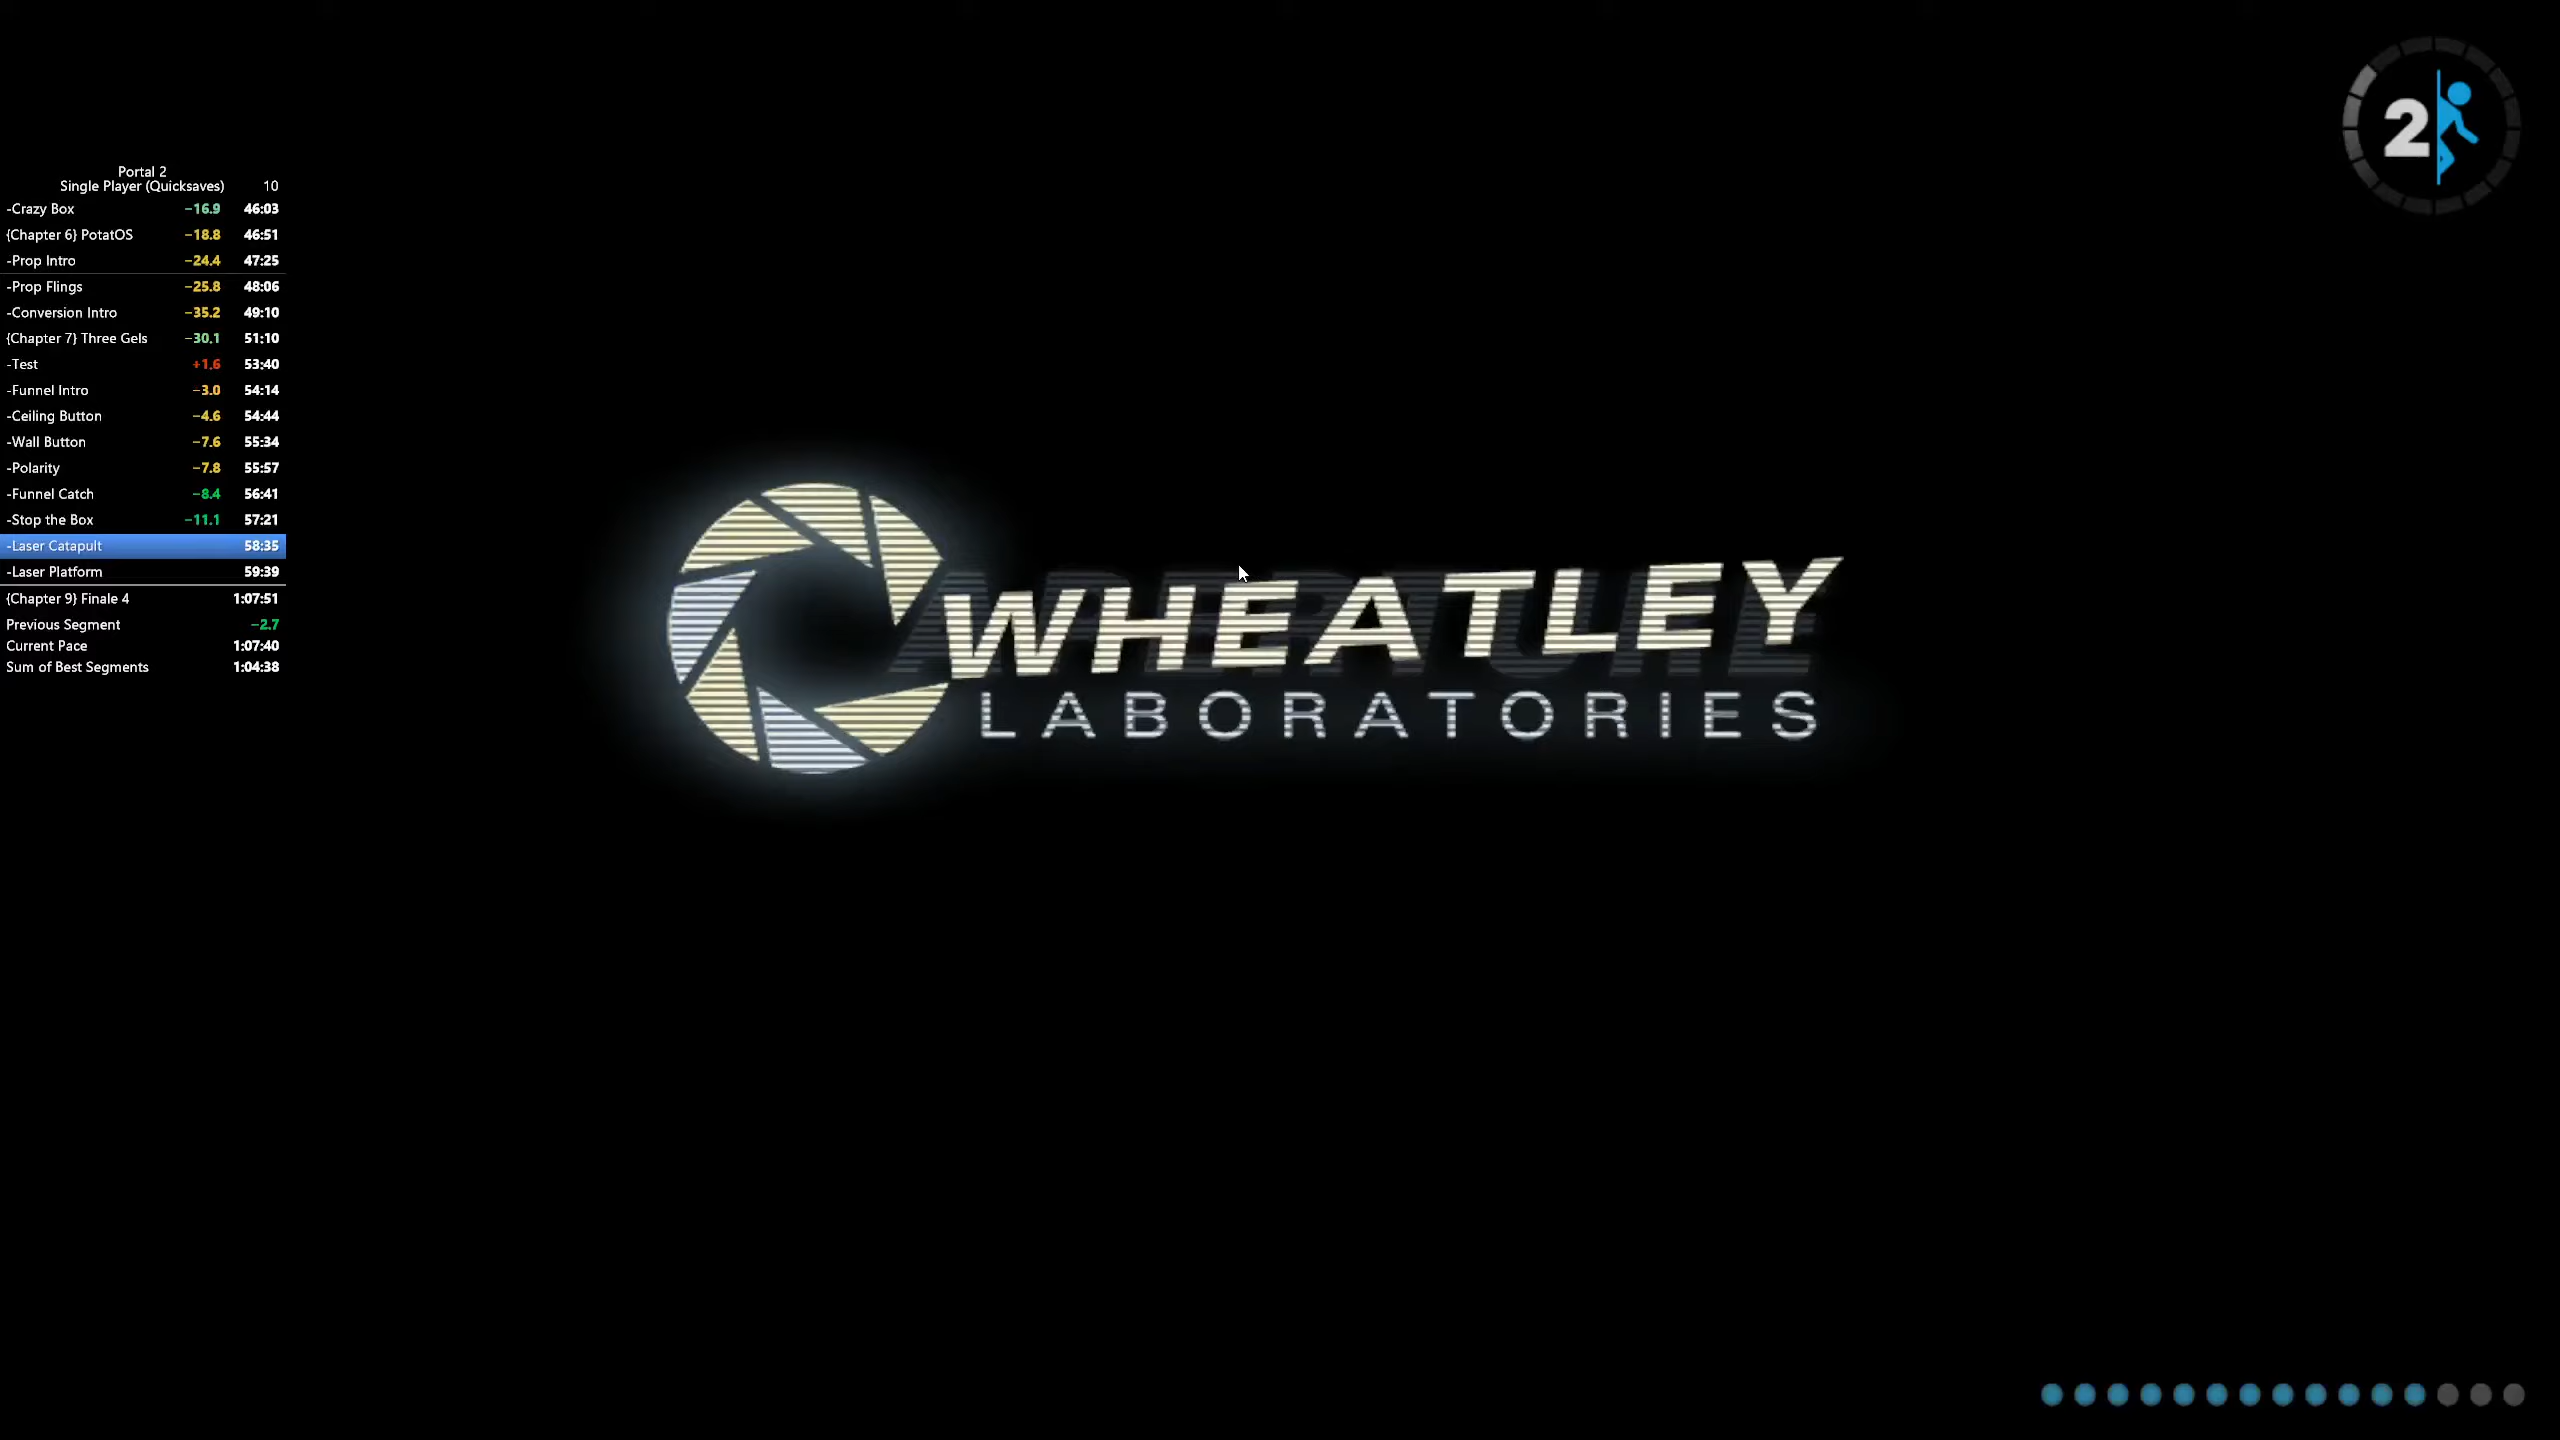 2
Portal 2
Single Player (Quicksaves) 10
-Crazy Box −16.9 46:03
{Chapter 6} PotatOS −18.8 46:51
-Prop Intro −24.4 47:25
-Prop Flings −25.8 48:06
-Conversion Intro −35.2 49:10
{Chapter 7} Three Gels −30.1 51:10
-Test +1.6 53:40
-Funnel Intro −3.0 54:14
-Ceiling Button −4.6 54:44
-Wall Button −7.6 55:34
-Polarity −7.8 55:57
-Funnel Catch −8.4 56:41
-Stop the Box −11.1 57:21
-Laser Catapult 58:35
-Laser Platform 59:39
{Chapter 9} Finale 4 1:07:51
Previous Segment −2.7
Current Pace 1:07:40
Sum of Best Segments 1:04:38
APERTURE
WHEATLEY
LABORATORIES